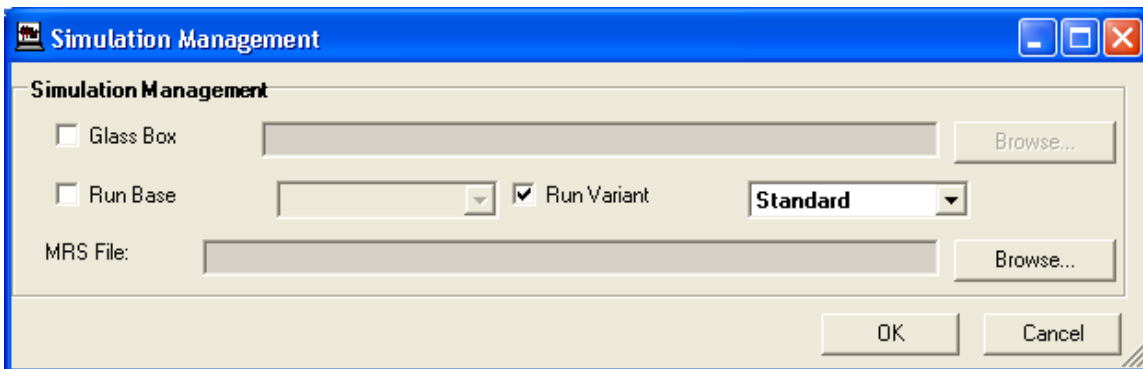 Simulation Management
Simulation Management
Glass Box Browse...
Run Base Run Variant Standard
MRS File: Browse...
OK Cancel